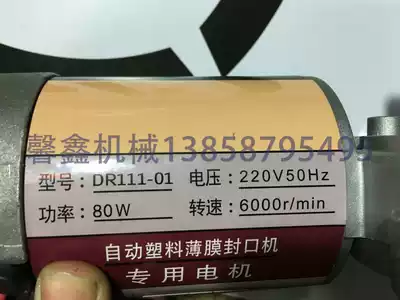 馨鑫机械13858795495
型号：DR111-01 电压：220V50Hz
功率：80W 转速：6000r/min
自动塑料薄膜封口机
专用电机